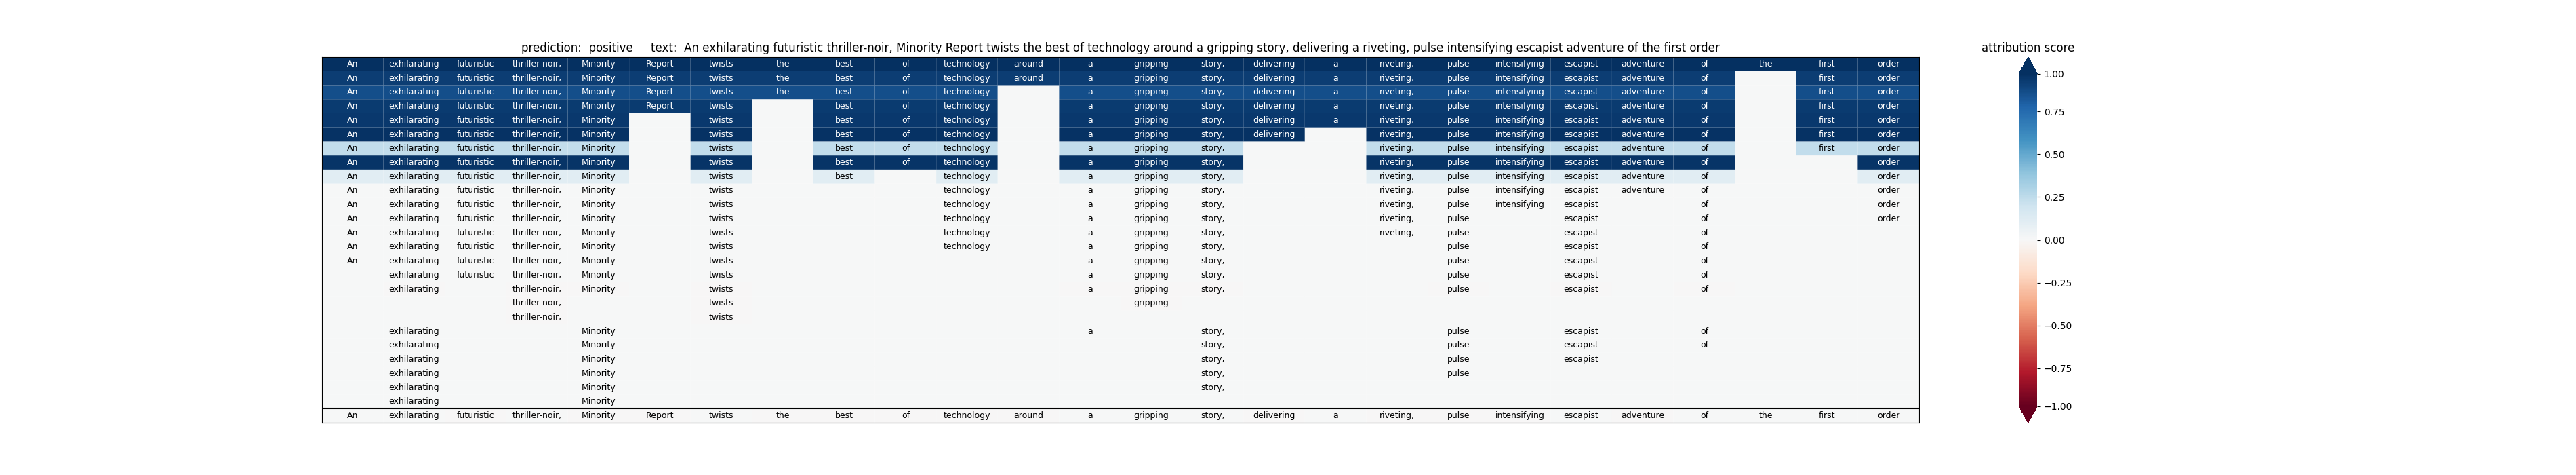 prediction: positive text: An exhilarating futuristic thriller-noir, Minority Report twists the best of technology around a gripping story, delivering a riveting, pulse intensifying escapist adventure of the first order
attribution score
An exhilarating futuristic thriller-noir, Minority Report twists the best of technology around a gripping story, delivering a riveting, pulse intensifying escapist adventure of the first order
An exhilarating futuristic thriller-noir, Minority Report twists the best of technology around a gripping story, delivering a riveting, pulse intensifying escapist adventure of first order
An exhilarating futuristic thriller-noir, Minority Report twists the best of technology a gripping story, delivering a riveting, pulse intensifying escapist adventure of first order
An exhilarating futuristic thriller-noir, Minority Report twists best of technology a gripping story, delivering a riveting, pulse intensifying escapist adventure of first order
An exhilarating futuristic thriller-noir, Minority twists best of technology a gripping story, delivering a riveting, pulse intensifying escapist adventure of first order
An exhilarating futuristic thriller-noir, Minority twists best of technology a gripping story, delivering riveting, pulse intensifying escapist adventure of first order
An exhilarating futuristic thriller-noir, Minority twists best of technology a gripping story, riveting, pulse intensifying escapist adventure of first order
An exhilarating futuristic thriller-noir, Minority twists best of technology a gripping story, riveting, pulse intensifying escapist adventure of order
An exhilarating futuristic thriller-noir, Minority twists best technology a gripping story, riveting, pulse intensifying escapist adventure of order
An exhilarating futuristic thriller-noir, Minority twists technology a gripping story, riveting, pulse intensifying escapist adventure of order
An exhilarating futuristic thriller-noir, Minority twists technology a gripping story, riveting, pulse intensifying escapist of order
An exhilarating futuristic thriller-noir, Minority twists technology a gripping story, riveting, pulse escapist of order
An exhilarating futuristic thriller-noir, Minority twists technology a gripping story, riveting, pulse escapist of
An exhilarating futuristic thriller-noir, Minority twists technology a gripping story, pulse escapist of
An exhilarating futuristic thriller-noir, Minority twists a gripping story, pulse escapist of
exhilarating futuristic thriller-noir, Minority twists a gripping story, pulse escapist of
exhilarating thriller-noir, Minority twists a gripping story, pulse escapist of
thriller-noir, twists gripping
thriller-noir, twists
exhilarating Minority a story, pulse escapist of
exhilarating Minority story, pulse escapist of
exhilarating Minority story, pulse escapist
exhilarating Minority story, pulse
exhilarating Minority story,
exhilarating Minority
An exhilarating futuristic thriller-noir, Minority Report twists the best of technology around a gripping story, delivering a riveting, pulse intensifying escapist adventure of the first order
1.00
0.75
0.50
0.25
0.00
−0.25
−0.50
−0.75
−1.00